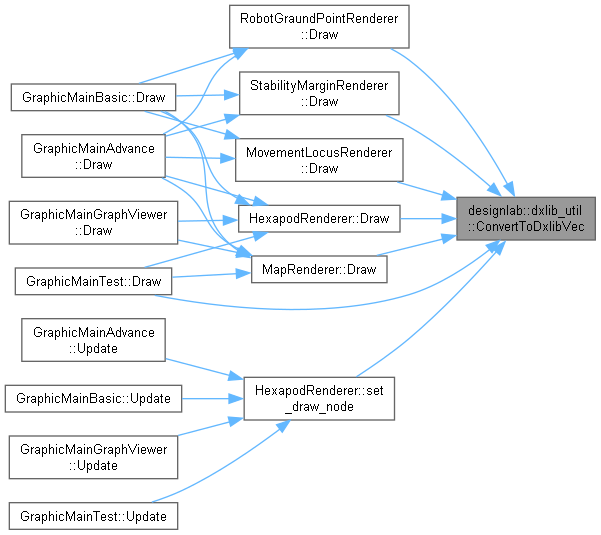 RobotGraundPointRenderer
::Draw
StabilityMarginRenderer
::Draw
GraphicMainBasic::Draw
MovementLocusRenderer
::Draw
GraphicMainAdvance
::Draw
designlab::dxlib_util
::ConvertToDxlibVec
GraphicMainGraphViewer
::Draw
HexapodRenderer::Draw
MapRenderer::Draw
GraphicMainTest::Draw
GraphicMainAdvance
::Update
HexapodRenderer::set
_draw_node
GraphicMainBasic::Update
GraphicMainGraphViewer
::Update
GraphicMainTest::Update